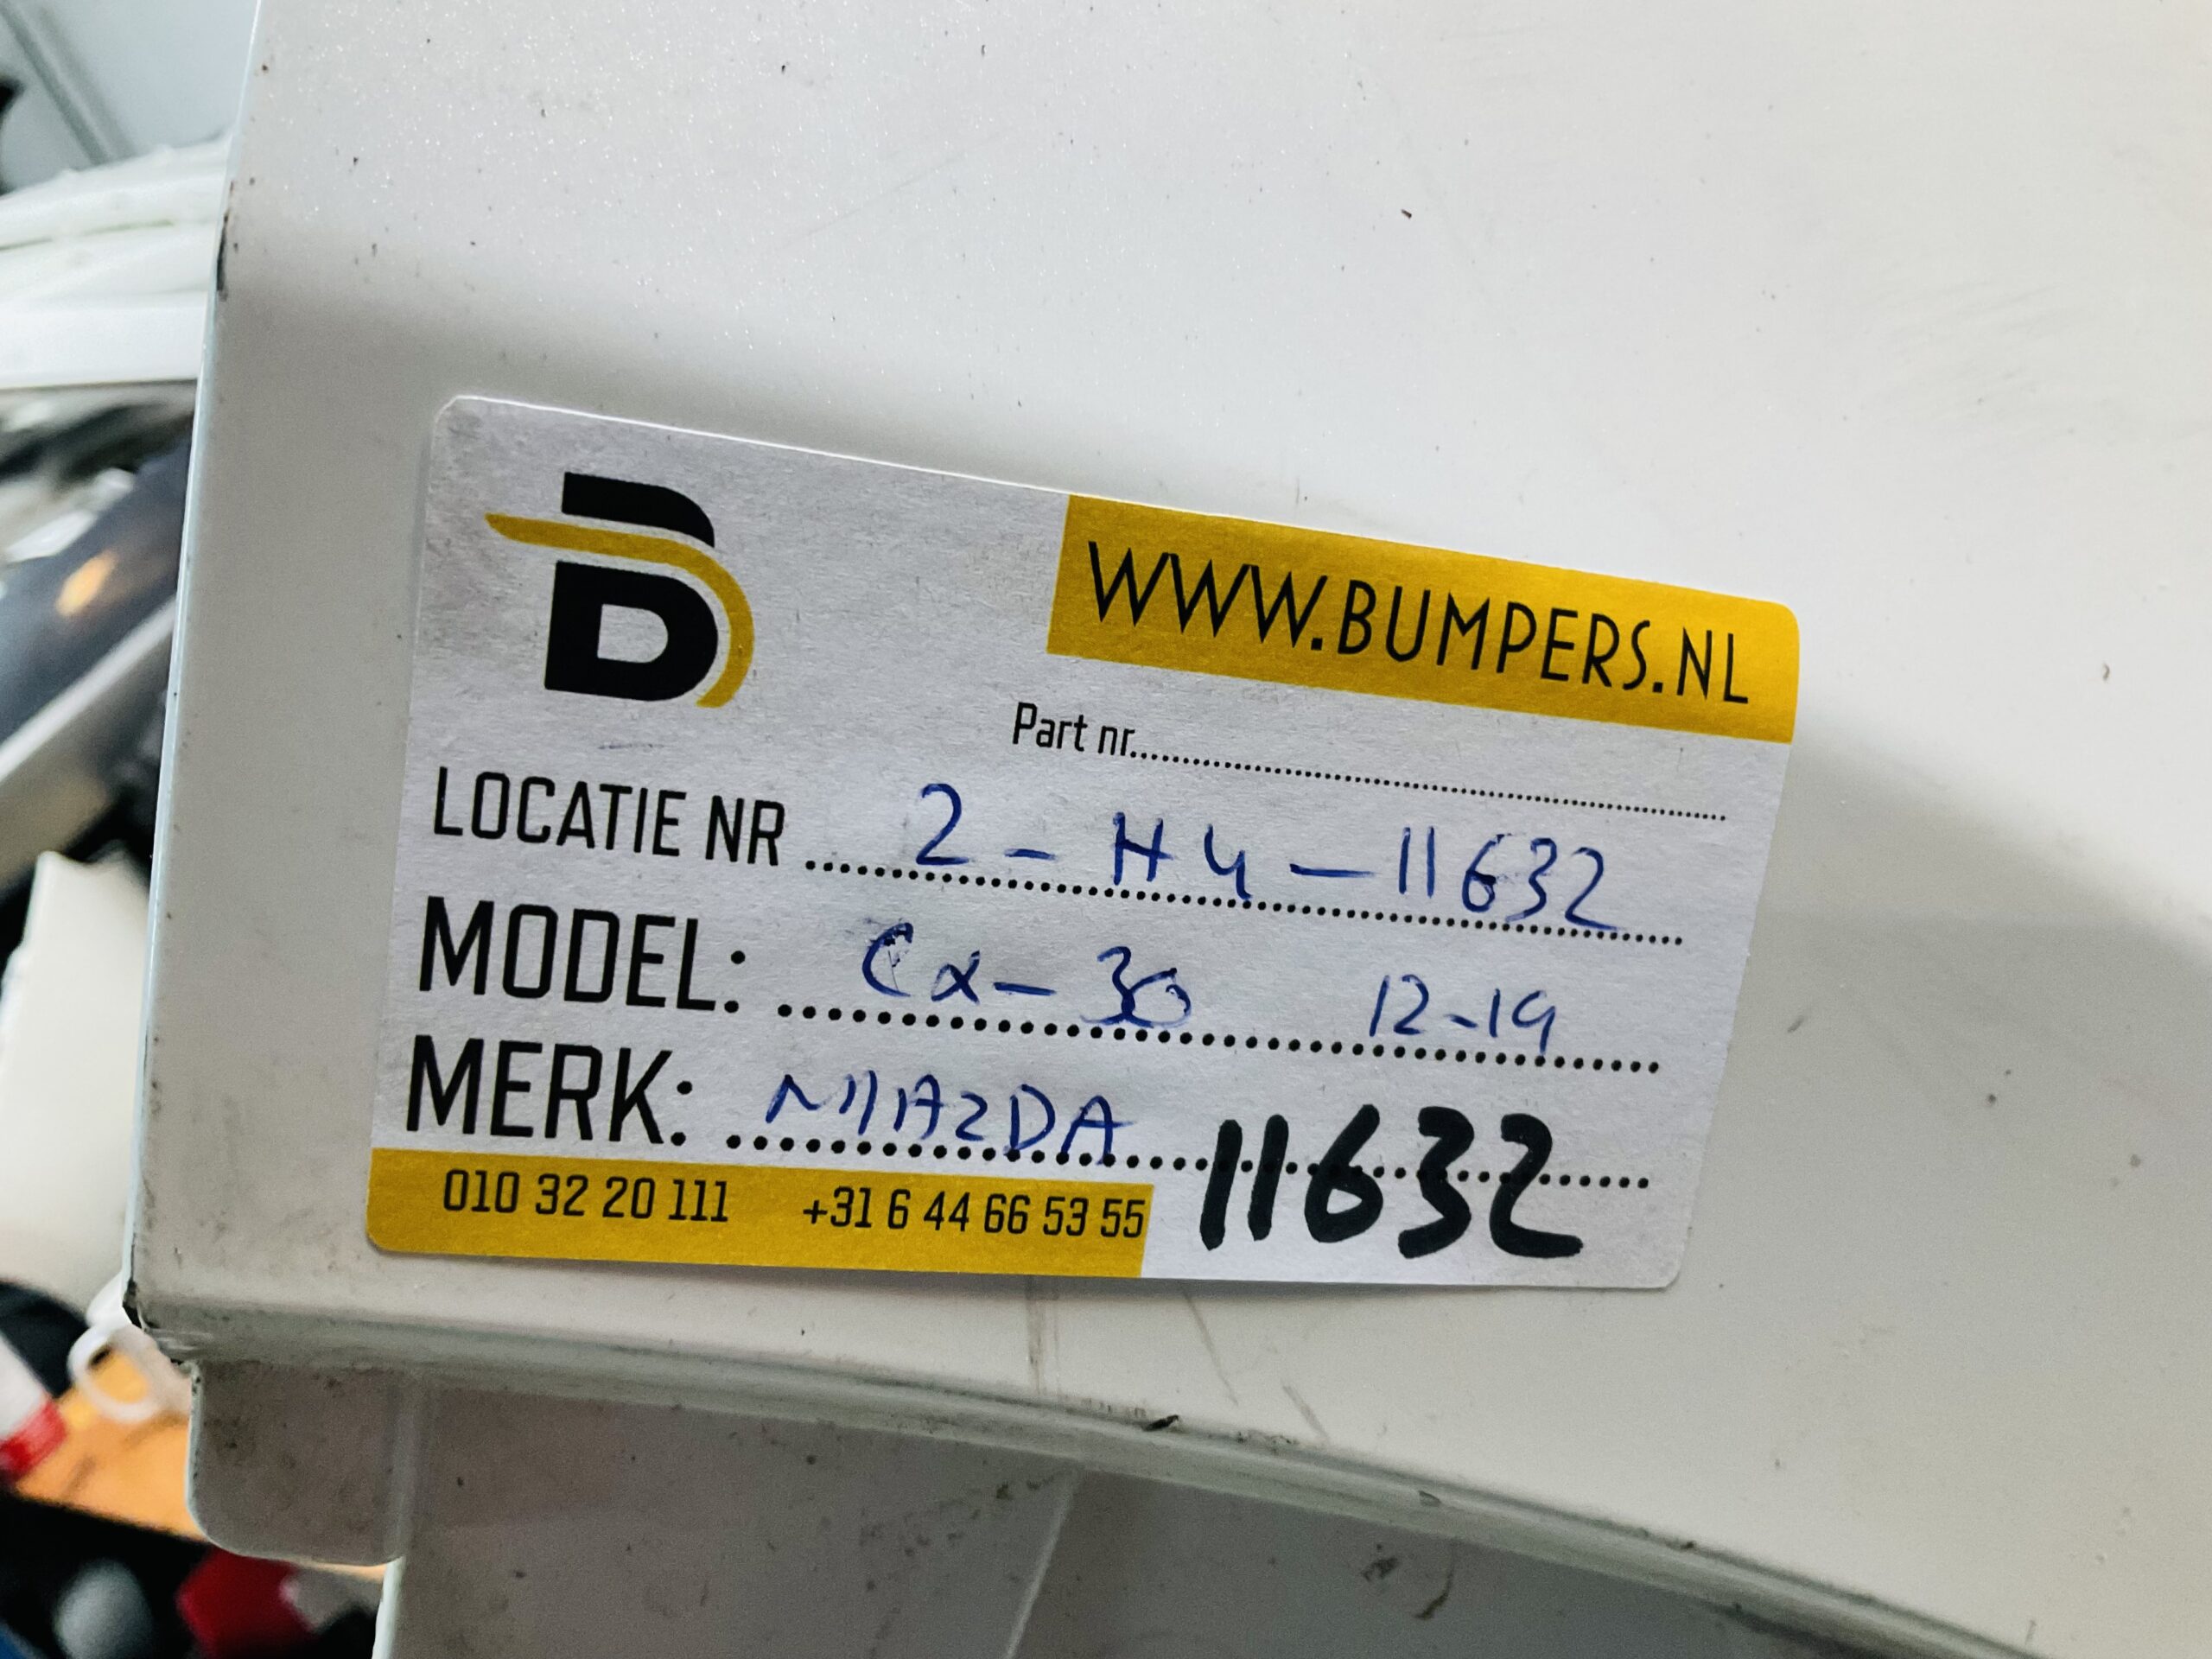 B
WWW.BUMPERS.NL
Part nr..........
LOCATIE NR ..... 2 - H4 - 11632
MODEL: ..... Cx - 30 12-19
MERK: ..... MAZDA
11632
010 32 20 111 +31 6 44 66 53 55